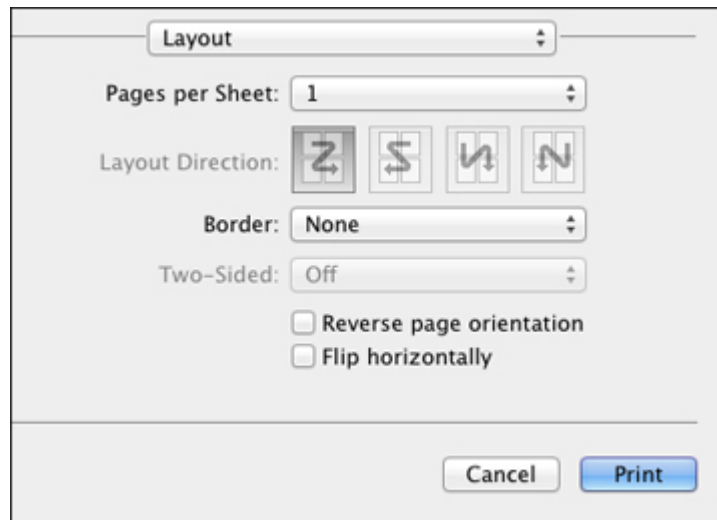 Layout
Pages per Sheet: 1
Layout Direction:
Border: None
Two-Sided: Off
Reverse page orientation
Flip horizontally
Cancel Print